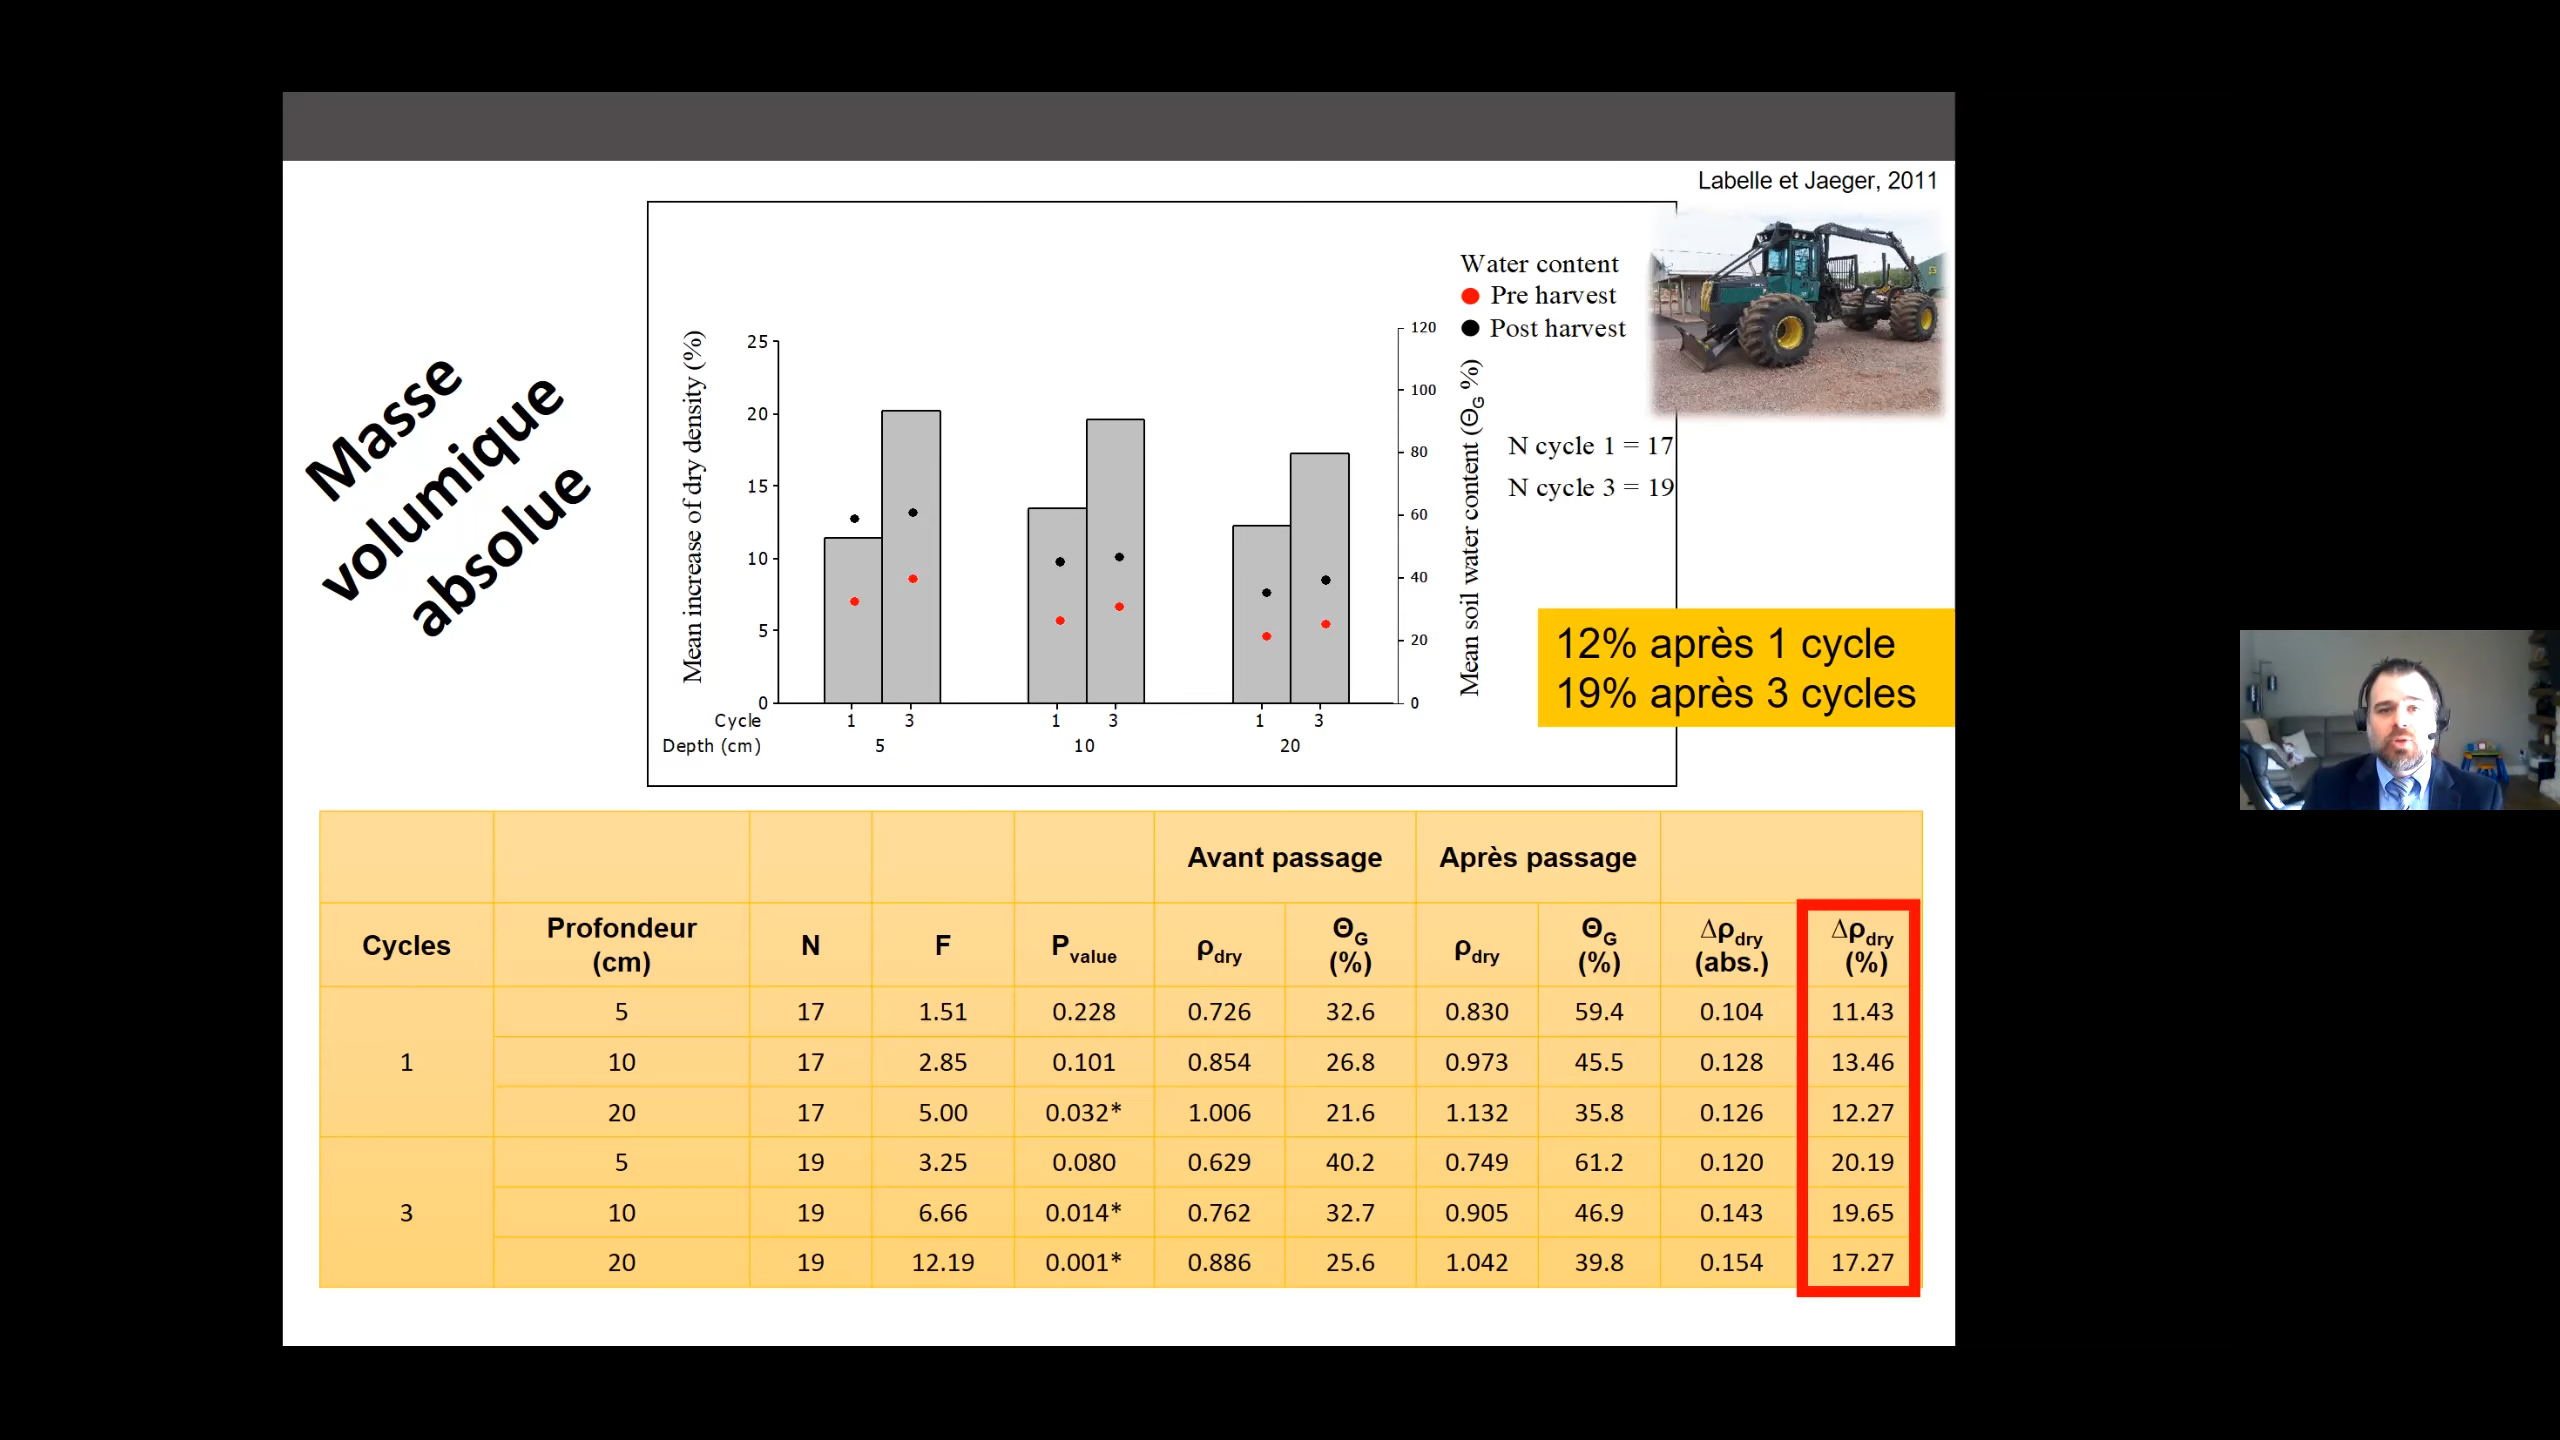 Labelle et Jaeger, 2011
Masse
volumique
absolue
Water content
Pre harvest
Post harvest
N cycle 1 = 17
N cycle 3 = 19
Mean increase of dry density (%)
25
20
15
10
5
0
120
100
80
60
40
20
0
Mean soil water content (ΘG %)
Cycle 1 3 1 3 1 3
Depth (cm) 5 10 20
12% après 1 cycle
19% après 3 cycles
Avant passage Après passage
Cycles Profondeur (cm) N F Pvalue ρdry ΘG (%) ρdry ΘG (%) Δρdry (abs.) Δρdry (%)
1
5 17 1.51 0.228 0.726 32.6 0.830 59.4 0.104 11.43
10 17 2.85 0.101 0.854 26.8 0.973 45.5 0.128 13.46
20 17 5.00 0.032* 1.006 21.6 1.132 35.8 0.126 12.27
3
5 19 3.25 0.080 0.629 40.2 0.749 61.2 0.120 20.19
10 19 6.66 0.014* 0.762 32.7 0.905 46.9 0.143 19.65
20 19 12.19 0.001* 0.886 25.6 1.042 39.8 0.154 17.27